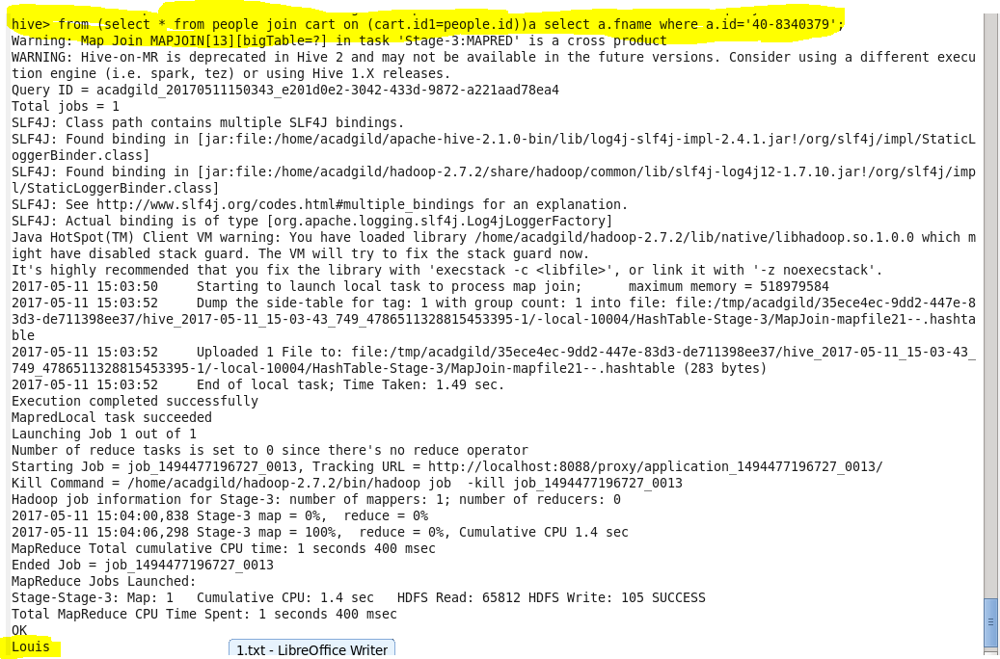 hive> from (select * from people join cart on (cart.id1=people.id))a select a.fname where a.id='40-8340379';
Warning: Map Join MAPJOIN[13][bigTable=?] in task 'Stage-3:MAPRED' is a cross product
WARNING: Hive-on-MR is deprecated in Hive 2 and may not be available in the future versions. Consider using a different execu
tion engine (i.e. spark, tez) or using Hive 1.X releases.
Query ID = acadgild_20170511150343_e201d0e2-3042-433d-9872-a221aad78ea4
Total jobs = 1
SLF4J: Class path contains multiple SLF4J bindings.
SLF4J: Found binding in [jar:file:/home/acadgild/apache-hive-2.1.0-bin/lib/log4j-slf4j-impl-2.4.1.jar!/org/slf4j/impl/StaticL
oggerBinder.class]
SLF4J: Found binding in [jar:file:/home/acadgild/hadoop-2.7.2/share/hadoop/common/lib/slf4j-log4j12-1.7.10.jar!/org/slf4j/imp
l/StaticLoggerBinder.class]
SLF4J: See http://www.slf4j.org/codes.html#multiple_bindings for an explanation.
SLF4J: Actual binding is of type [org.apache.logging.slf4j.Log4jLoggerFactory]
Java HotSpot(TM) Client VM warning: You have loaded library /home/acadgild/hadoop-2.7.2/lib/native/libhadoop.so.1.0.0 which m
ight have disabled stack guard. The VM will try to fix the stack guard now.
It's highly recommended that you fix the library with 'execstack -c <libfile>', or link it with '-z noexecstack'.
2017-05-11 15:03:50     Starting to launch local task to process map join;      maximum memory = 518979584
2017-05-11 15:03:52     Dump the side-table for tag: 1 with group count: 1 into file: file:/tmp/acadgild/35ece4ec-9dd2-447e-8
3d3-de711398ee37/hive_2017-05-11_15-03-43_749_4786511328815453395-1/-local-10004/HashTable-Stage-3/MapJoin-mapfile21--.hashta
ble
2017-05-11 15:03:52     Uploaded 1 File to: file:/tmp/acadgild/35ece4ec-9dd2-447e-83d3-de711398ee37/hive_2017-05-11_15-03-43_
749_4786511328815453395-1/-local-10004/HashTable-Stage-3/MapJoin-mapfile21--.hashtable (283 bytes)
2017-05-11 15:03:52     End of local task; Time Taken: 1.49 sec.
Execution completed successfully
MapredLocal task succeeded
Launching Job 1 out of 1
Number of reduce tasks is set to 0 since there's no reduce operator
Starting Job = job_1494477196727_0013, Tracking URL = http://localhost:8088/proxy/application_1494477196727_0013/
Kill Command = /home/acadgild/hadoop-2.7.2/bin/hadoop job  -kill job_1494477196727_0013
Hadoop job information for Stage-3: number of mappers: 1; number of reducers: 0
2017-05-11 15:04:00,838 Stage-3 map = 0%,  reduce = 0%
2017-05-11 15:04:06,298 Stage-3 map = 100%,  reduce = 0%, Cumulative CPU 1.4 sec
MapReduce Total cumulative CPU time: 1 seconds 400 msec
Ended Job = job_1494477196727_0013
MapReduce Jobs Launched:
Stage-Stage-3: Map: 1   Cumulative CPU: 1.4 sec   HDFS Read: 65812 HDFS Write: 105 SUCCESS
Total MapReduce CPU Time Spent: 1 seconds 400 msec
OK
Louis
1.txt - LibreOffice Writer